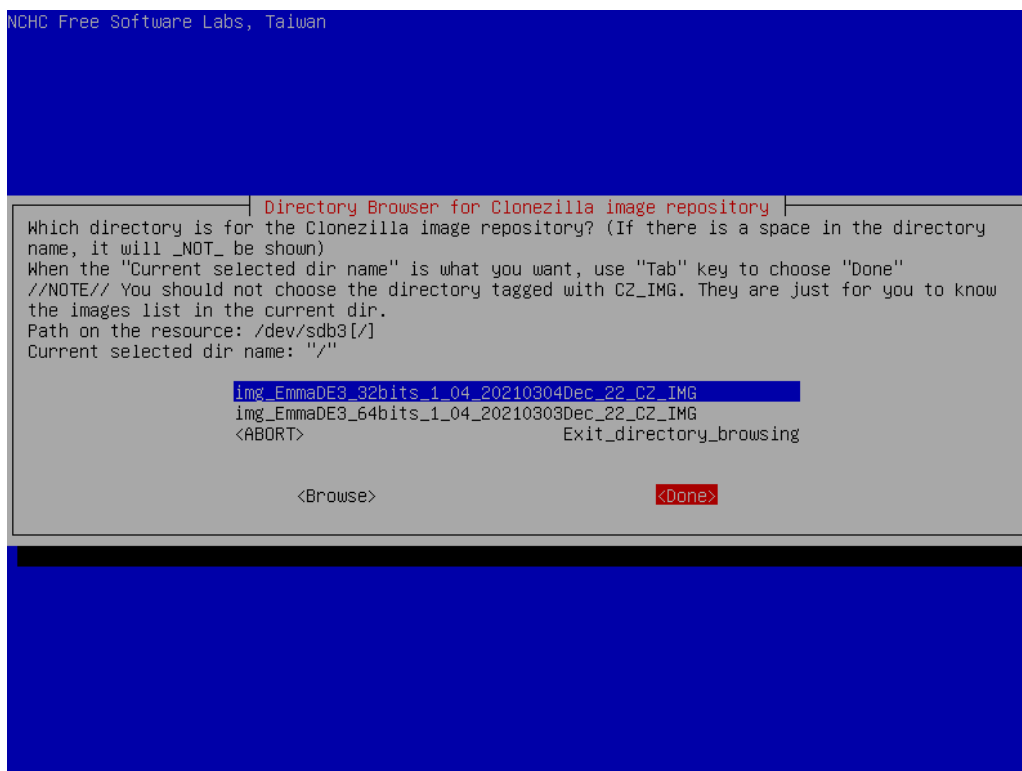 NCHC Free Software Labs, Taiwan
Directory Browser for Clonezilla image repository
Which directory is for the Clonezilla image repository? (If there is a space in the directory
name, it will _NOT_ be shown)
When the "Current selected dir name" is what you want, use "Tab" key to choose "Done"
//NOTE// You should not choose the directory tagged with CZ_IMG. They are just for you to know
the images list in the current dir.
Path on the resource: /dev/sdb3[/]
Current selected dir name: "/"
img_EmmaDE3_32bits_1_04_20210304Dec_22_CZ_IMG
img_EmmaDE3_64bits_1_04_20210303Dec_22_CZ_IMG
<ABORT> Exit_directory_browsing
<Browse> <Done>